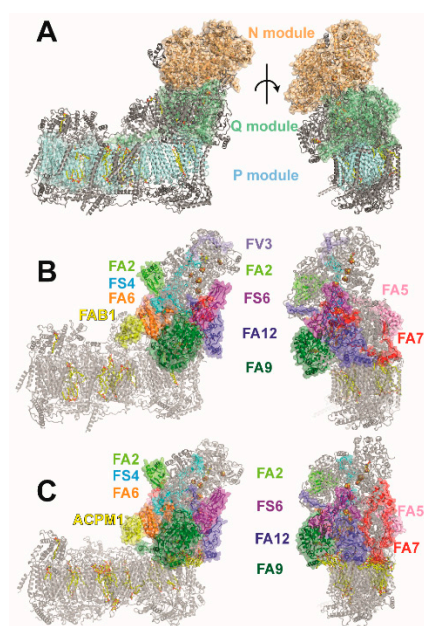 A
N module
Q module
P module
B
FV3
FA2
FS4
FA6
FAB1
FA2
FS6
FA12
FA9
FA5
FA7
C
FA2
FS4
FA6
ACPM1
FA2
FS6
FA12
FA9
FA5
FA7